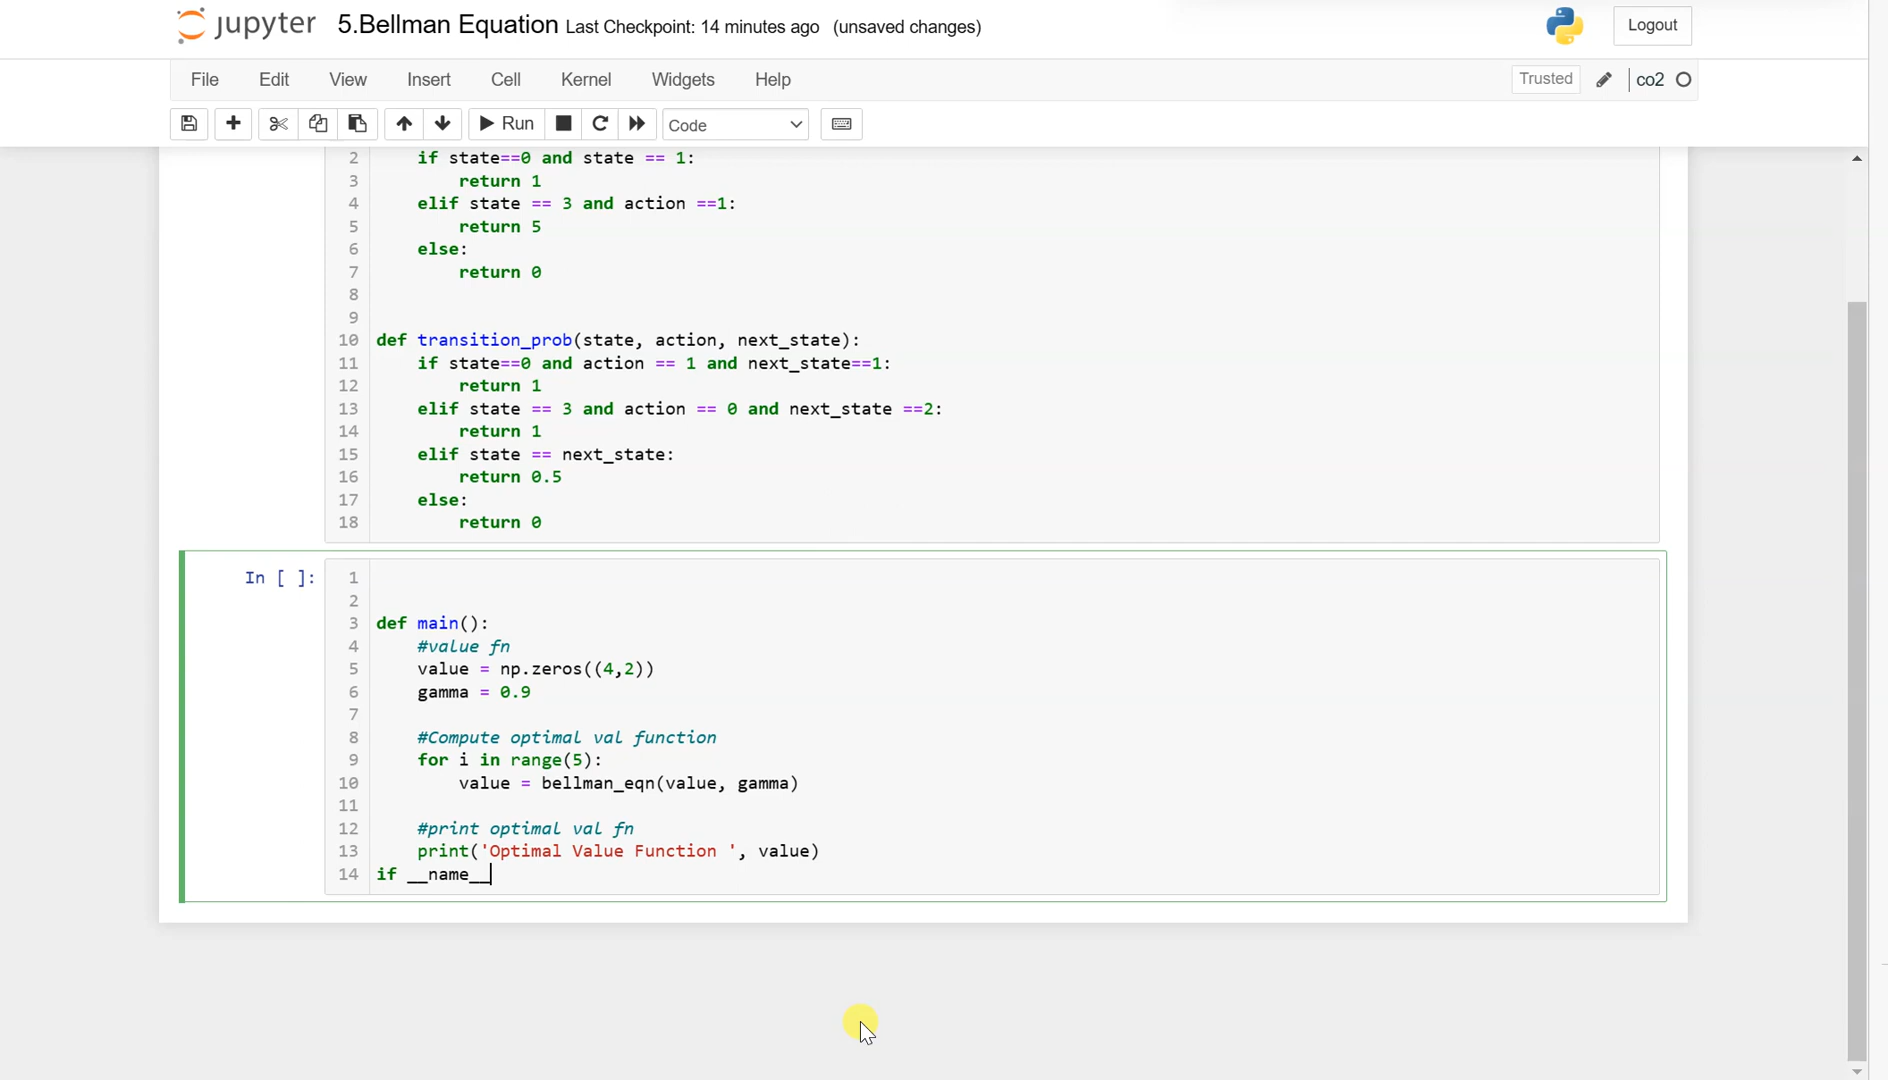 jupyter 5.Bellman Equation Last Checkpoint: 14 minutes ago (unsaved changes) Logout
File Edit View Insert Cell Kernel Widgets Help Trusted co2
Run Code
2 if state==0 and state == 1:
3 return 1
4 elif state == 3 and action ==1:
5 return 5
6 else:
7 return 0
8
9
10 def transition_prob(state, action, next_state):
11 if state==0 and action == 1 and next_state==1:
12 return 1
13 elif state == 3 and action == 0 and next_state ==2:
14 return 1
15 elif state == next_state:
16 return 0.5
17 else:
18 return 0
In [ ]: 1
2
3 def main():
4 #value fn
5 value = np.zeros((4,2))
6 gamma = 0.9
7
8 #Compute optimal val function
9 for i in range(5):
10 value = bellman_eqn(value, gamma)
11
12 #print optimal val fn
13 print('Optimal Value Function ', value)
14 if __name__